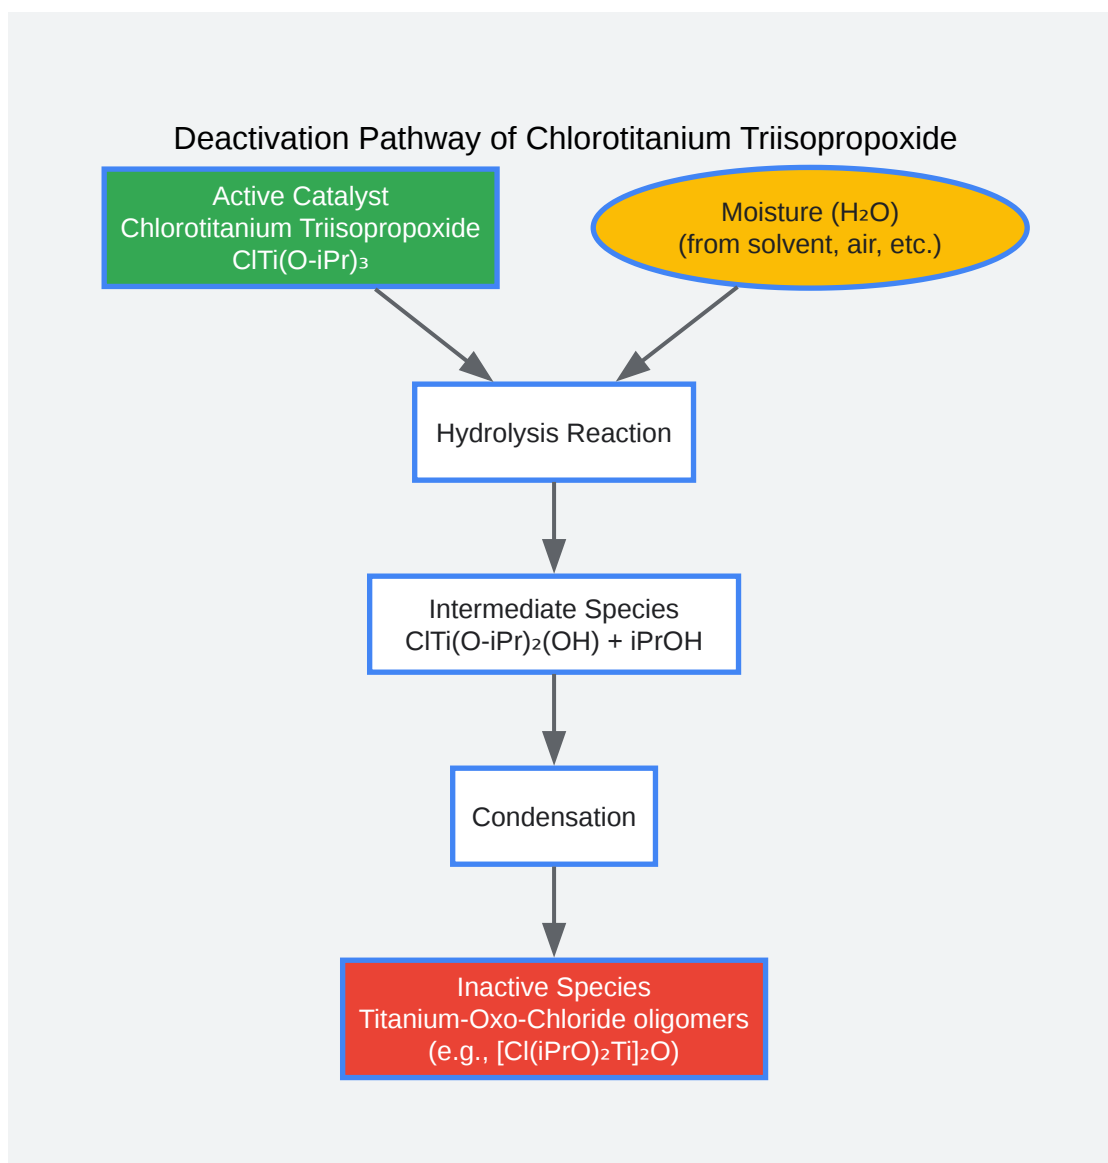 Deactivation Pathway of Chlorotitanium Triisopropoxide
Active Catalyst
Chlorotitanium Triisopropoxide
ClTi(O-iPr)₃
Moisture (H₂O)
(from solvent, air, etc.)
Hydrolysis Reaction
Intermediate Species
ClTi(O-iPr)₂(OH) + iPrOH
Condensation
Inactive Species
Titanium-Oxo-Chloride oligomers
(e.g., [Cl(iPrO)₂Ti]₂O)